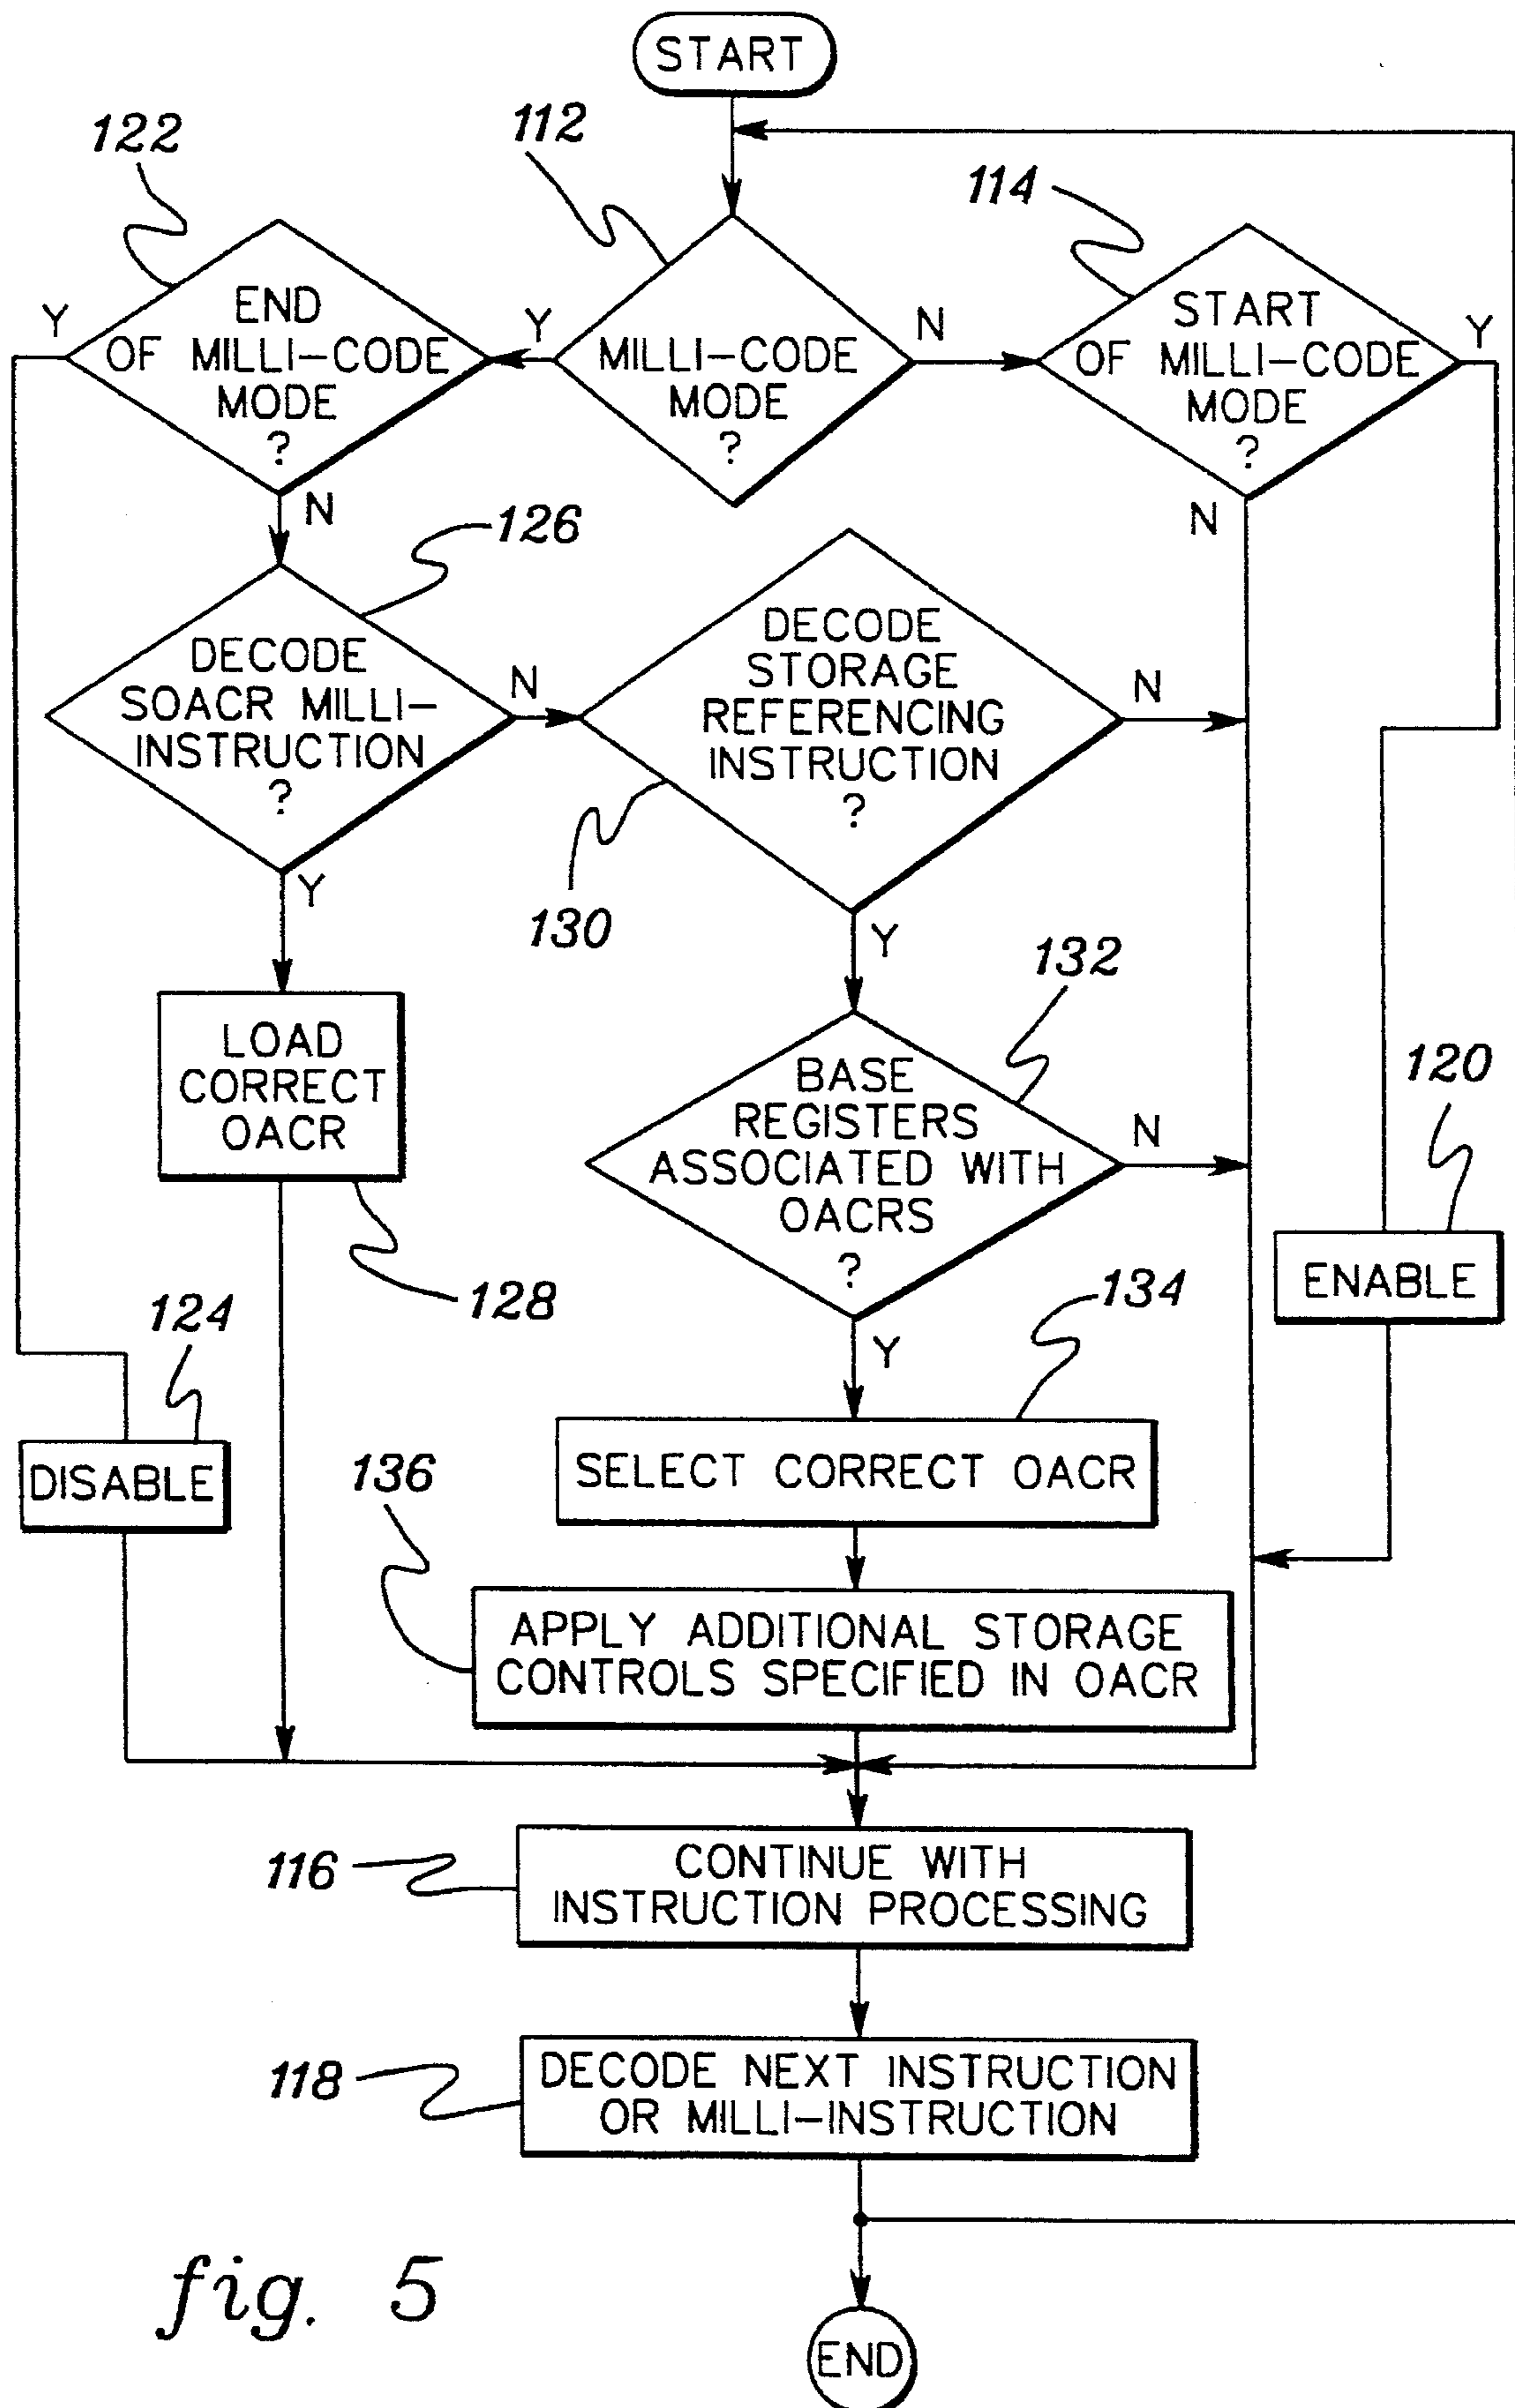 START
112
122
114
END
OF MILLI-CODE
MODE
?
Y
Y
MILLI-CODE
MODE
?
N
START
OF MILLI-CODE
MODE
?
Y
N
N
126
DECODE
SOACR MILLI-
INSTRUCTION
?
N
DECODE
STORAGE
REFERENCING
INSTRUCTION
?
N
Y
130
Y
132
LOAD
CORRECT
OACR
BASE
REGISTERS
ASSOCIATED WITH
OACRS
?
N
120
ENABLE
128
124
134
Y
DISABLE
136
SELECT CORRECT OACR
APPLY ADDITIONAL STORAGE
CONTROLS SPECIFIED IN OACR
116
CONTINUE WITH
INSTRUCTION PROCESSING
118
DECODE NEXT INSTRUCTION
OR MILLI-INSTRUCTION
fig. 5
END